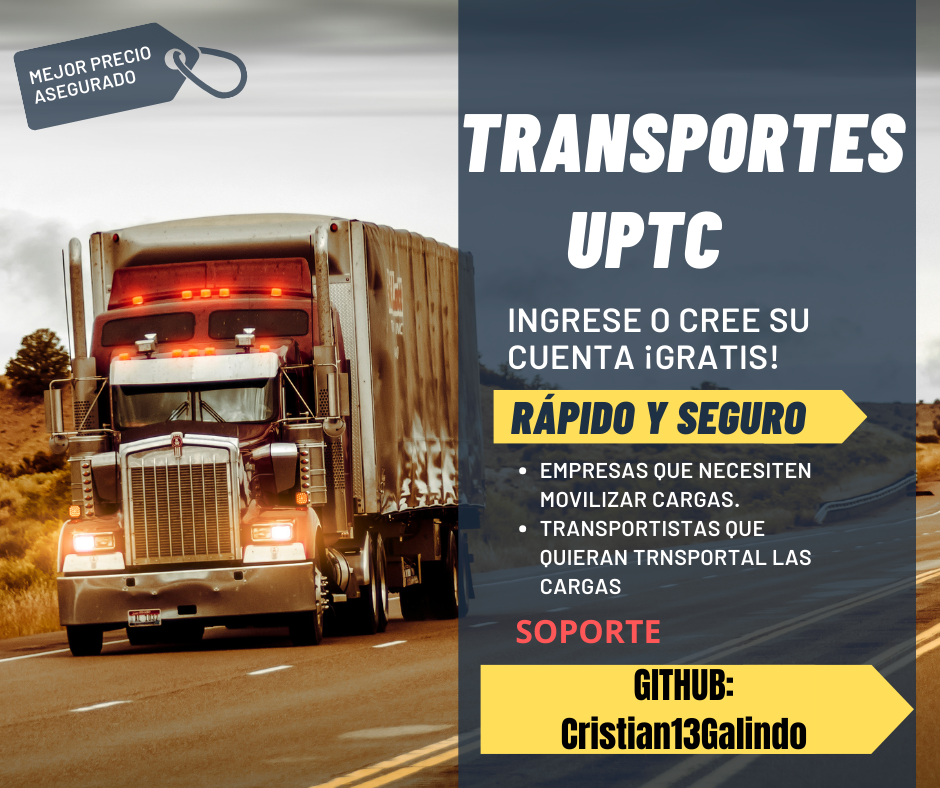 MEJOR PRECIO
ASEGURADO
TRANSPORTES
UPTC
INGRESE O CREE SU
CUENTA ¡GRATIS!
RÁPIDO Y SEGURO
• EMPRESAS QUE NECESITEN
MOVILIZAR CARGAS.
• TRANSPORTISTAS QUE
QUIERAN TRNSPORTAL LAS
CARGAS
SOPORTE
GITHUB:
Cristian13Galindo